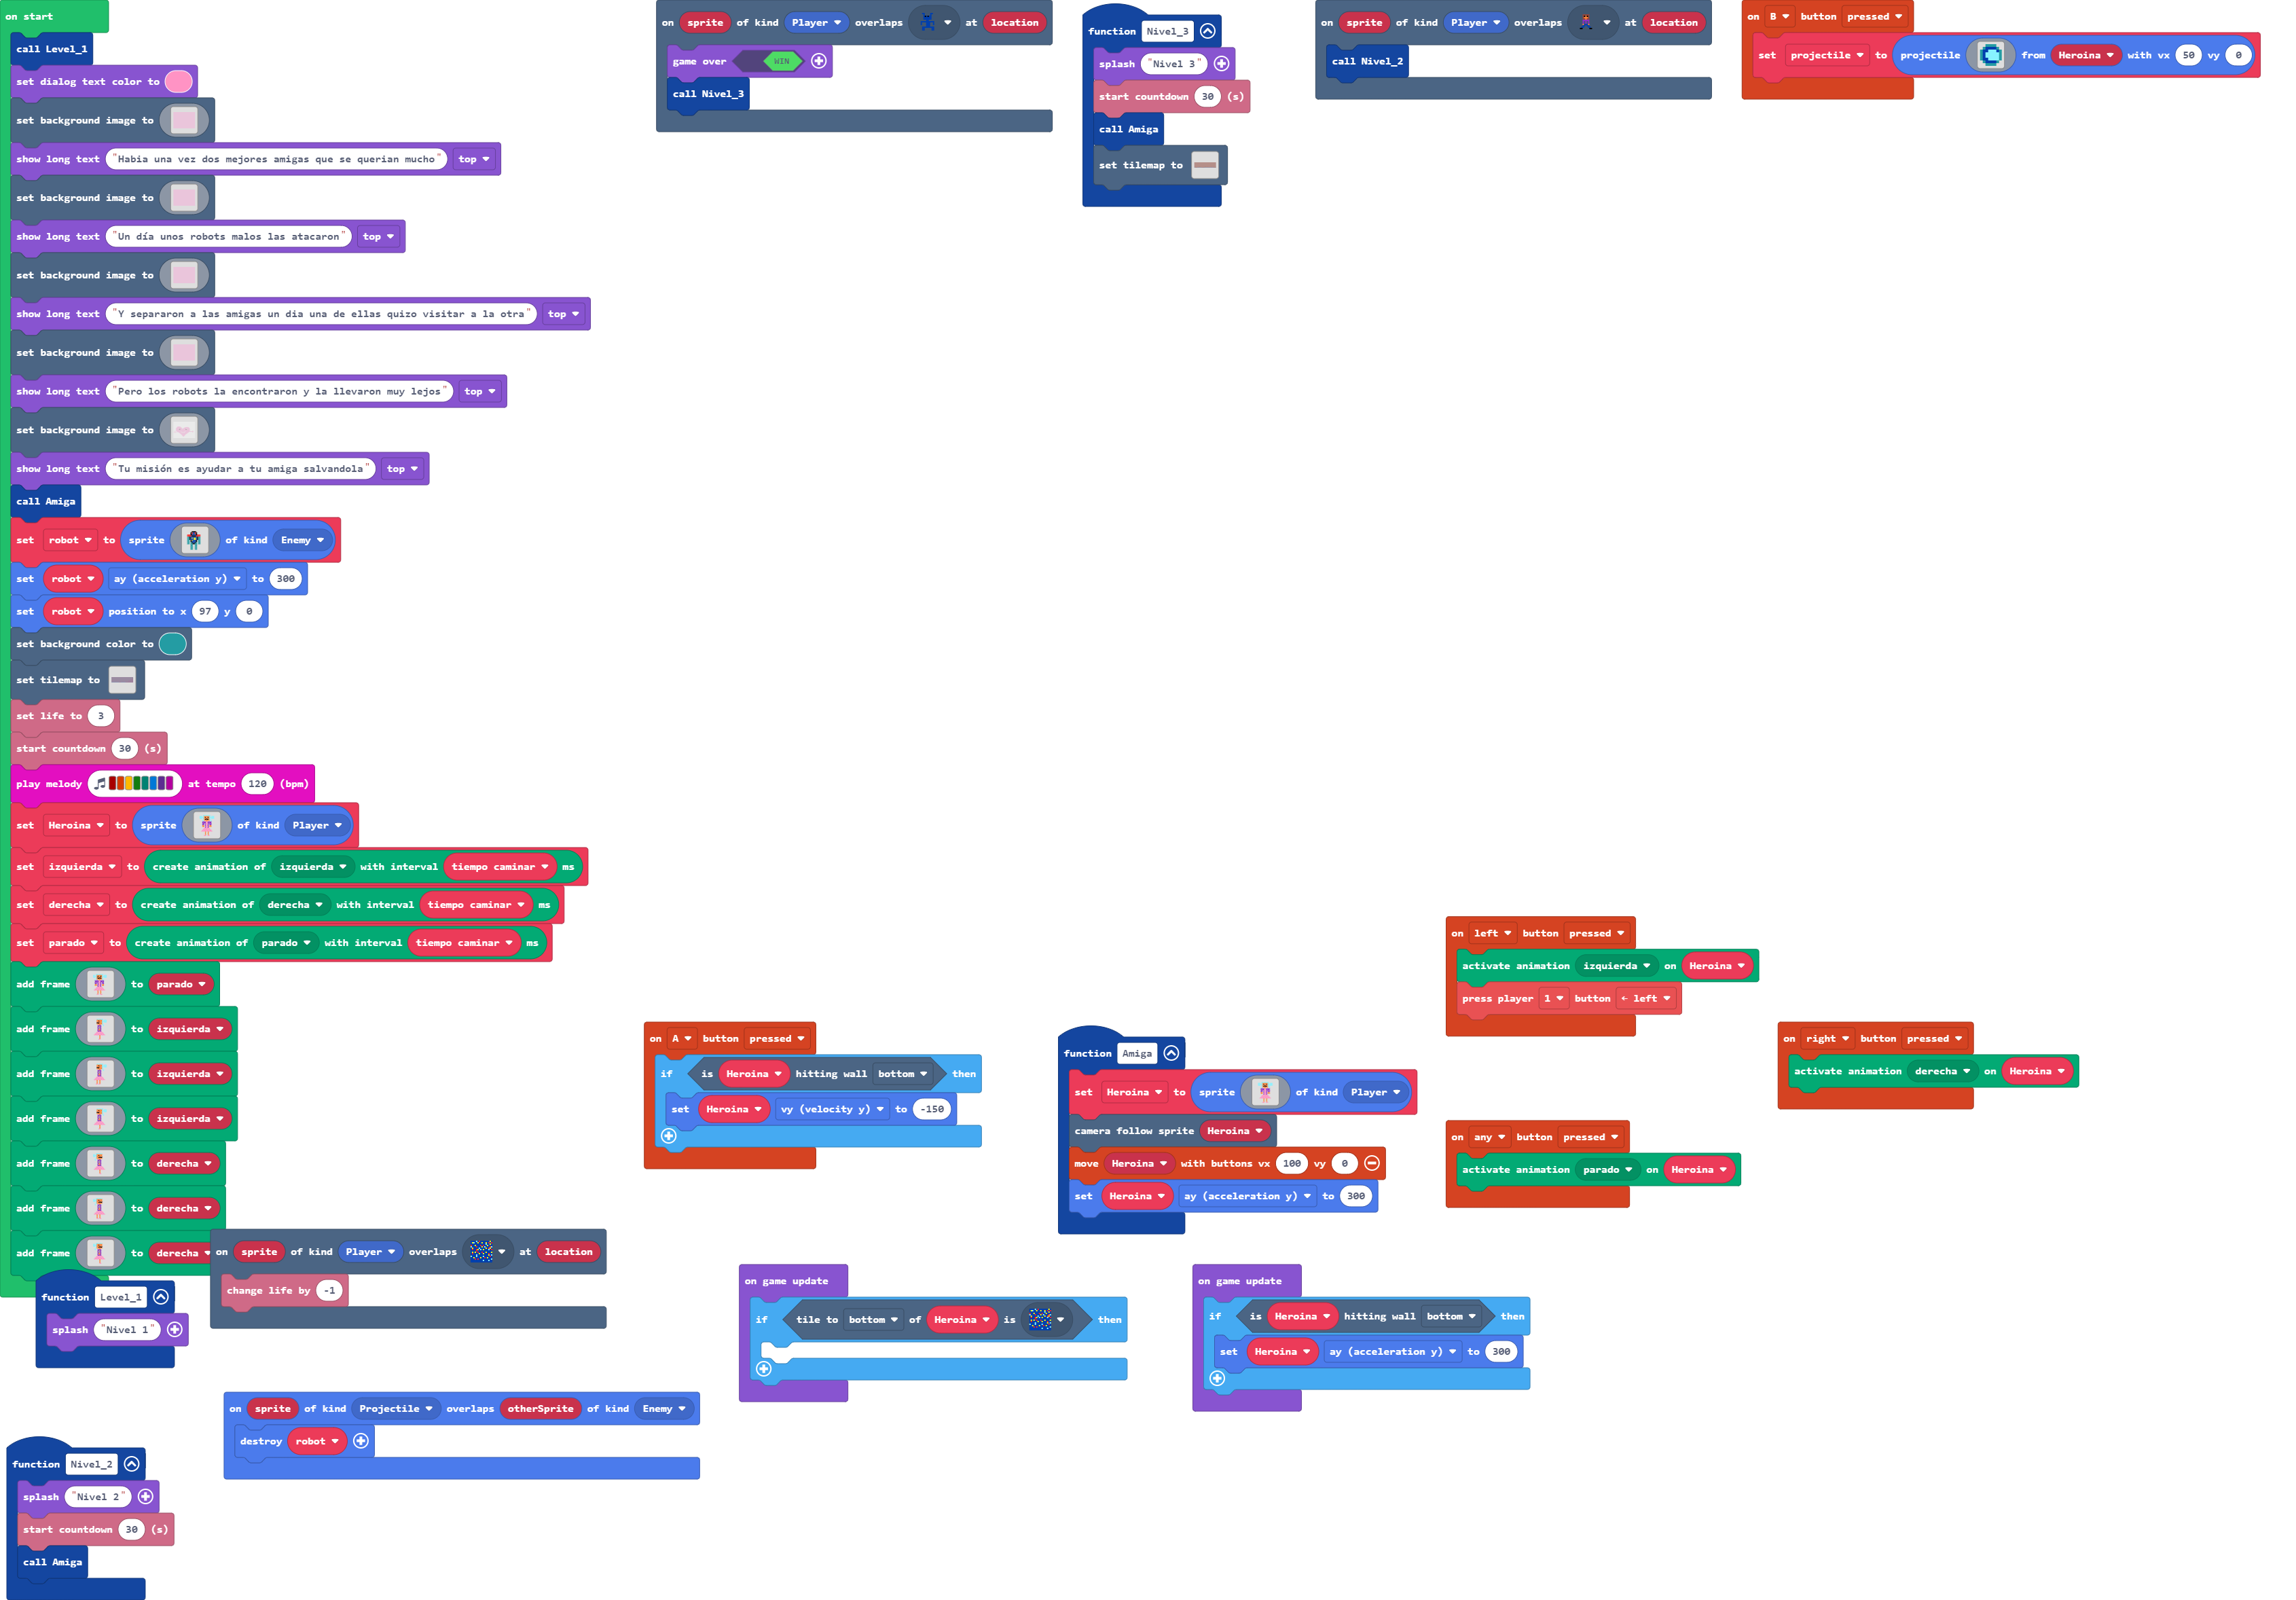 on start
call Level_1
set dialog text color to
set background image to
show long text "Habia una vez dos mejores amigas que se querian mucho" top
set background image to
show long text "Un día unos robots malos las atacaron" top
set background image to
show long text "Y separaron a las amigas un dia una de ellas quizo visitar a la otra" top
set background image to
show long text "Pero los robots la encontraron y la llevaron muy lejos" top
set background image to
show long text "Tu misión es ayudar a tu amiga salvandola" top
call Amiga
set robot to sprite of kind Enemy
set robot ay (acceleration y) to 300
set robot position to x 97 y 0
set background color to
set tilemap to
set life to 3
start countdown 30 (s)
play melody at tempo 120 (bpm)
set Heroina to sprite of kind Player
set izquierda to create animation of izquierda with interval tiempo caminar ms
set derecha to create animation of derecha with interval tiempo caminar ms
set parado to create animation of parado with interval tiempo caminar ms
add frame to parado
add frame to izquierda
add frame to izquierda
add frame to izquierda
add frame to derecha
add frame to derecha
add frame to derecha
on sprite of kind Player overlaps at location
game over WIN
call Nivel_3
function Nivel_3
splash "Nivel 3"
start countdown 30 (s)
call Amiga
set tilemap to
on sprite of kind Player overlaps at location
call Nivel_2
on B button pressed
set projectile to projectile from Heroina with vx 50 vy 0
on A button pressed
if is Heroina hitting wall bottom then
set Heroina vy (velocity y) to -150
function Amiga
set Heroina to sprite of kind Player
camera follow sprite Heroina
move Heroina with buttons vx 100 vy 0
set Heroina ay (acceleration y) to 300
on left button pressed
activate animation izquierda on Heroina
press player 1 button ← left
on right button pressed
activate animation derecha on Heroina
on any button pressed
activate animation parado on Heroina
on sprite of kind Player overlaps at location
change life by -1
function Level_1
splash "Nivel 1"
on game update
if tile to bottom of Heroina is then
on game update
if is Heroina hitting wall bottom then
set Heroina ay (acceleration y) to 300
on sprite of kind Projectile overlaps otherSprite of kind Enemy
destroy robot
function Nivel_2
splash "Nivel 2"
start countdown 30 (s)
call Amiga